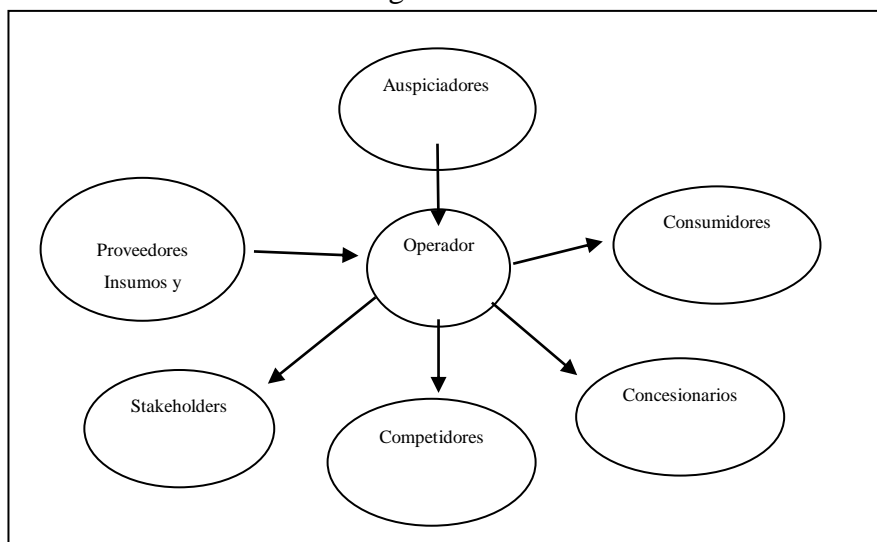 Auspiciadores
Consumidores
Operador
Proveedores
Insumos y
Stakeholders
Concesionarios
Competidores